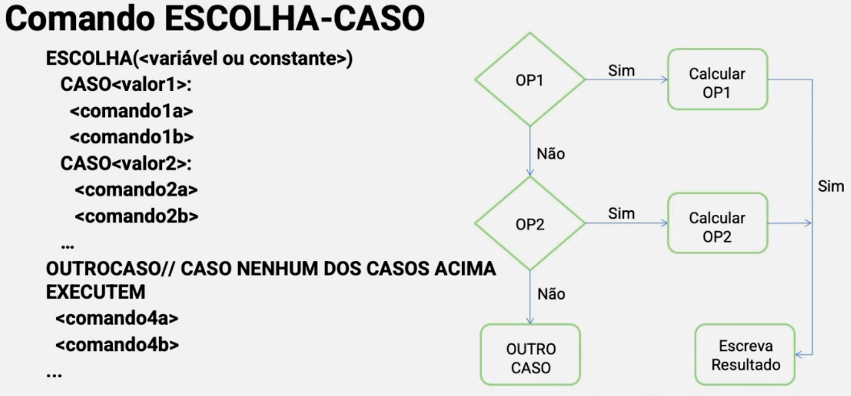 Comando ESCOLHA-CASO
ESCOLHA(<variável ou constante>)
CASO<valor1>:
<comando1a>
<comando1b>
CASO<valor2>:
<comando2a>
<comando2b>
...
OUTROCASO// CASO NENHUM DOS CASOS ACIMA
EXECUTEM
<comando4a>
<comando4b>
...
OP1
Sim
Calcular
OP1
Não
Sim
OP2
Sim
Calcular
OP2
Não
OUTRO
CASO
Escreva
Resultado